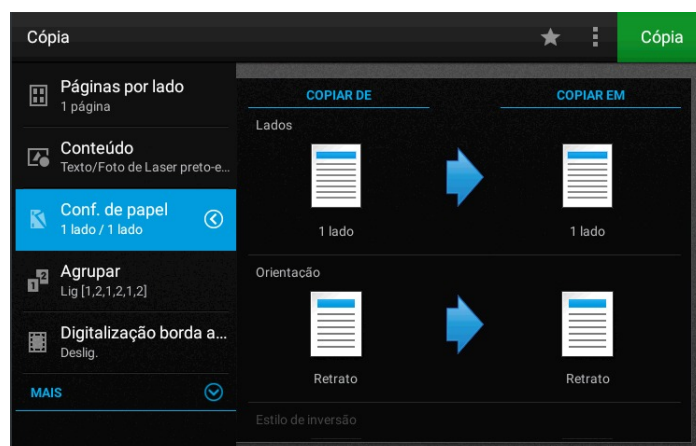 Cópia
Cópia
Páginas por lado
1 página
Conteúdo
Texto/Foto de Laser preto-e...
Conf. de papel
1 lado / 1 lado
Agrupar
Lig [1,2,1,2,1,2]
Digitalização borda a...
Deslig.
MAIS
COPIAR DE
COPIAR EM
Lados
1 lado
1 lado
Orientação
Retrato
Retrato
Estilo de inversão